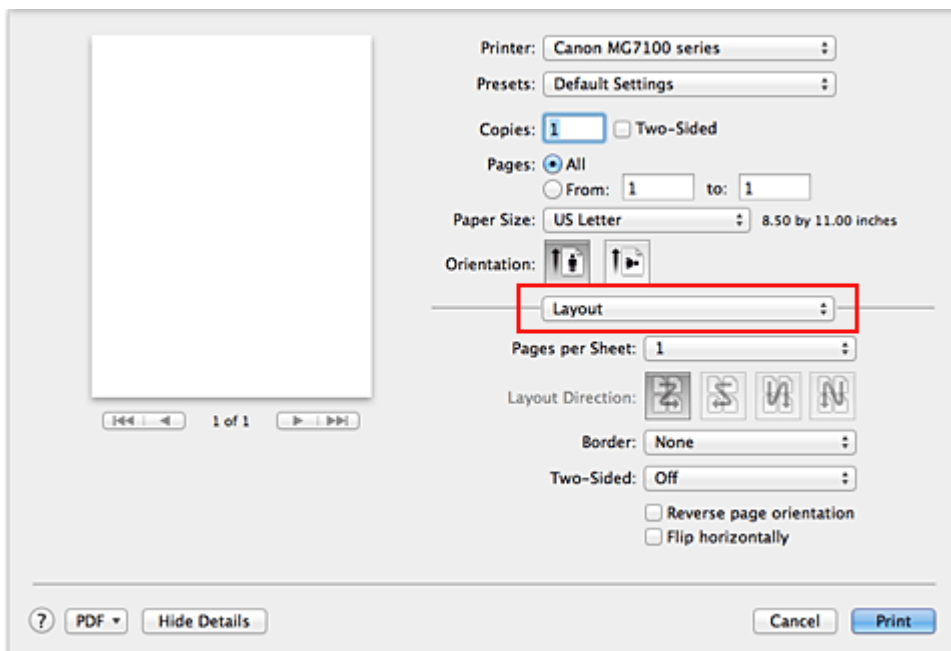 Printer: Canon MG7100 series
Presets: Default Settings
Copies: 1 Two-Sided
Pages: All
From: 1 to: 1
Paper Size: US Letter 8.50 by 11.00 inches
Orientation:
Layout
Pages per Sheet: 1
Layout Direction:
1 of 1
Border: None
Two-Sided: Off
Reverse page orientation
Flip horizontally
? PDF Hide Details Cancel Print